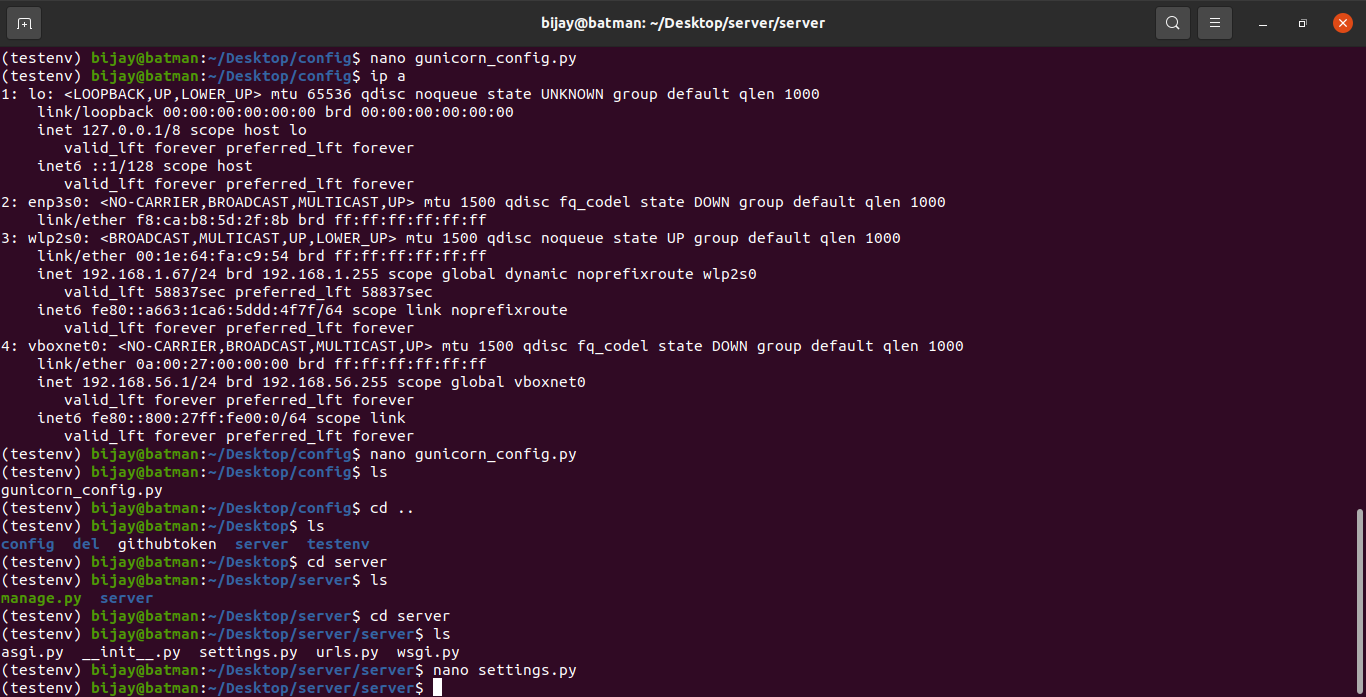 bijay@batman: ~/Desktop/server/server
(testenv) bijay@batman:~/Desktop/config$ nano gunicorn_config.py
(testenv) bijay@batman:~/Desktop/config$ ip a
1: lo: <LOOPBACK,UP,LOWER_UP> mtu 65536 qdisc noqueue state UNKNOWN group default qlen 1000
    link/loopback 00:00:00:00:00:00 brd 00:00:00:00:00:00
    inet 127.0.0.1/8 scope host lo
       valid_lft forever preferred_lft forever
    inet6 ::1/128 scope host
       valid_lft forever preferred_lft forever
2: enp3s0: <NO-CARRIER,BROADCAST,MULTICAST,UP> mtu 1500 qdisc fq_codel state DOWN group default qlen 1000
    link/ether f8:ca:b8:5d:2f:8b brd ff:ff:ff:ff:ff:ff
3: wlp2s0: <BROADCAST,MULTICAST,UP,LOWER_UP> mtu 1500 qdisc noqueue state UP group default qlen 1000
    link/ether 00:1e:64:fa:c9:54 brd ff:ff:ff:ff:ff:ff
    inet 192.168.1.67/24 brd 192.168.1.255 scope global dynamic noprefixroute wlp2s0
       valid_lft 58837sec preferred_lft 58837sec
    inet6 fe80::a663:1ca6:5ddd:4f7f/64 scope link noprefixroute
       valid_lft forever preferred_lft forever
4: vboxnet0: <NO-CARRIER,BROADCAST,MULTICAST,UP> mtu 1500 qdisc fq_codel state DOWN group default qlen 1000
    link/ether 0a:00:27:00:00:00 brd ff:ff:ff:ff:ff:ff
    inet 192.168.56.1/24 brd 192.168.56.255 scope global vboxnet0
       valid_lft forever preferred_lft forever
    inet6 fe80::800:27ff:fe00:0/64 scope link
       valid_lft forever preferred_lft forever
(testenv) bijay@batman:~/Desktop/config$ nano gunicorn_config.py
(testenv) bijay@batman:~/Desktop/config$ ls
gunicorn_config.py
(testenv) bijay@batman:~/Desktop/config$ cd ..
(testenv) bijay@batman:~/Desktop$ ls
config  del  githubtoken  server  testenv
(testenv) bijay@batman:~/Desktop$ cd server
(testenv) bijay@batman:~/Desktop/server$ ls
manage.py  server
(testenv) bijay@batman:~/Desktop/server$ cd server
(testenv) bijay@batman:~/Desktop/server/server$ ls
asgi.py  __init__.py  settings.py  urls.py  wsgi.py
(testenv) bijay@batman:~/Desktop/server/server$ nano settings.py
(testenv) bijay@batman:~/Desktop/server/server$